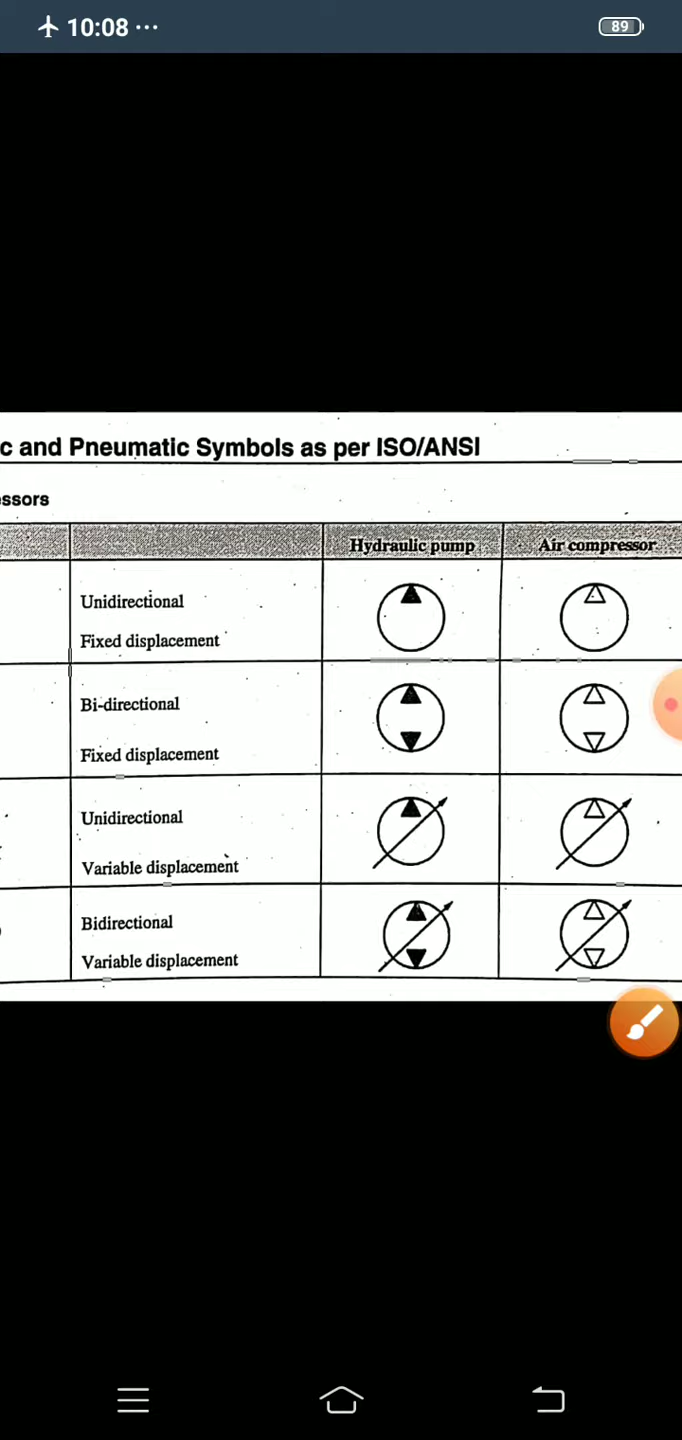 10:08 ...
89
c and Pneumatic Symbols as per ISO/ANSI
essors
Hydraulic pump
Air compressor
Unidirectional
Fixed displacement
Bi-directional
Fixed displacement
Unidirectional
Variable displacement
Bidirectional
Variable displacement